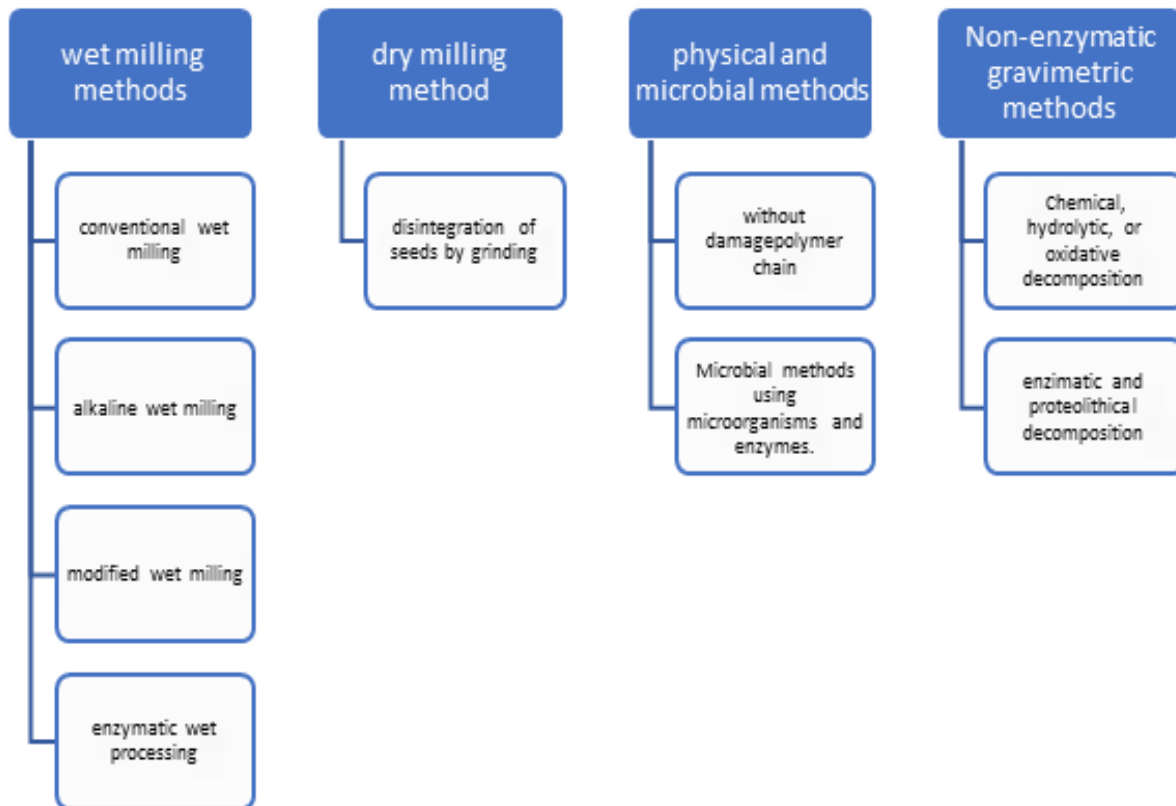 wet milling
methods
conventional wet
milling
alkaline wet milling
modified wet milling
enzymatic wet
processing
dry milling
method
disintegration of
seeds by grinding
physical and
microbial methods
without
damagepolymer
chain
Microbial methods
using
microorganisms and
enzymes.
Non-enzymatic
gravimetric
methods
Chemical,
hydrolytic, or
oxidative
decomposition
enzimatic and
proteolithical
decomposition